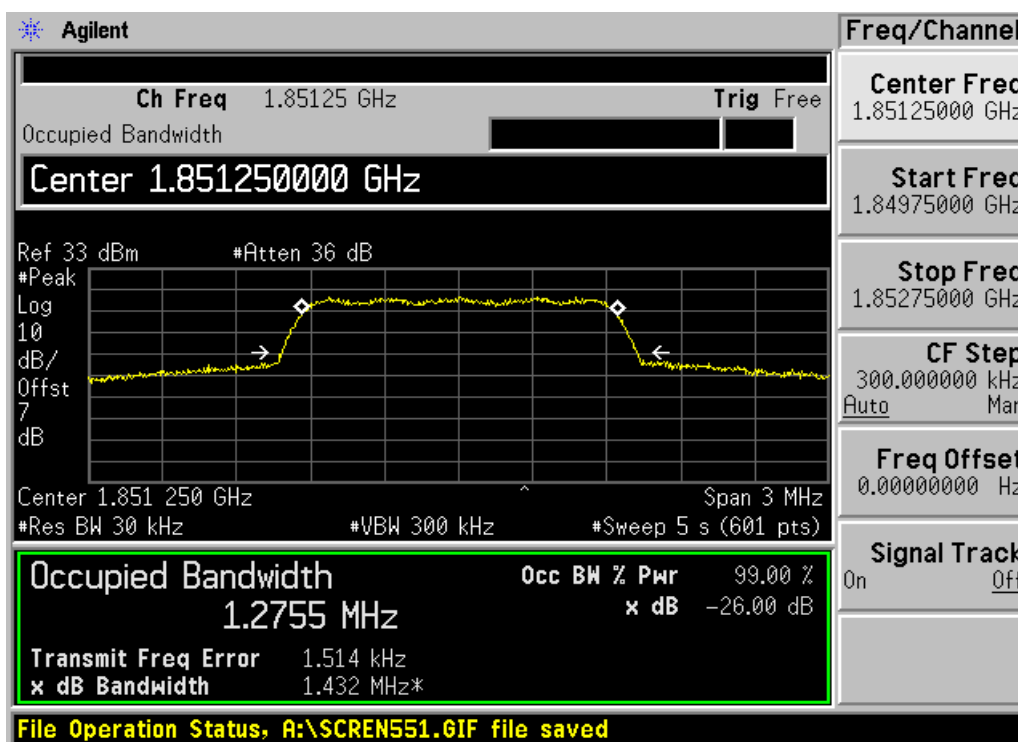 Agilent
Freq/Channel
Ch Freq 1.85125 GHz Trig Free
Occupied Bandwidth
Center 1.851250000 GHz
Ref 33 dBm #Atten 36 dB
#Peak
Log
10
dB/
Offst
7
dB
Center 1.851 250 GHz Span 3 MHz
#Res BW 30 kHz #VBW 300 kHz #Sweep 5 s (601 pts)
Occupied Bandwidth
1.2755 MHz
Occ BW % Pwr 99.00 %
x dB -26.00 dB
Transmit Freq Error 1.514 kHz
x dB Bandwidth 1.432 MHz*
Center Freq
1.85125000 GHz
Start Freq
1.84975000 GHz
Stop Freq
1.85275000 GHz
CF Step
300.000000 kHz
Auto Man
Freq Offset
0.00000000 Hz
Signal Track
On Off
File Operation Status, A:\SCREN551.GIF file saved